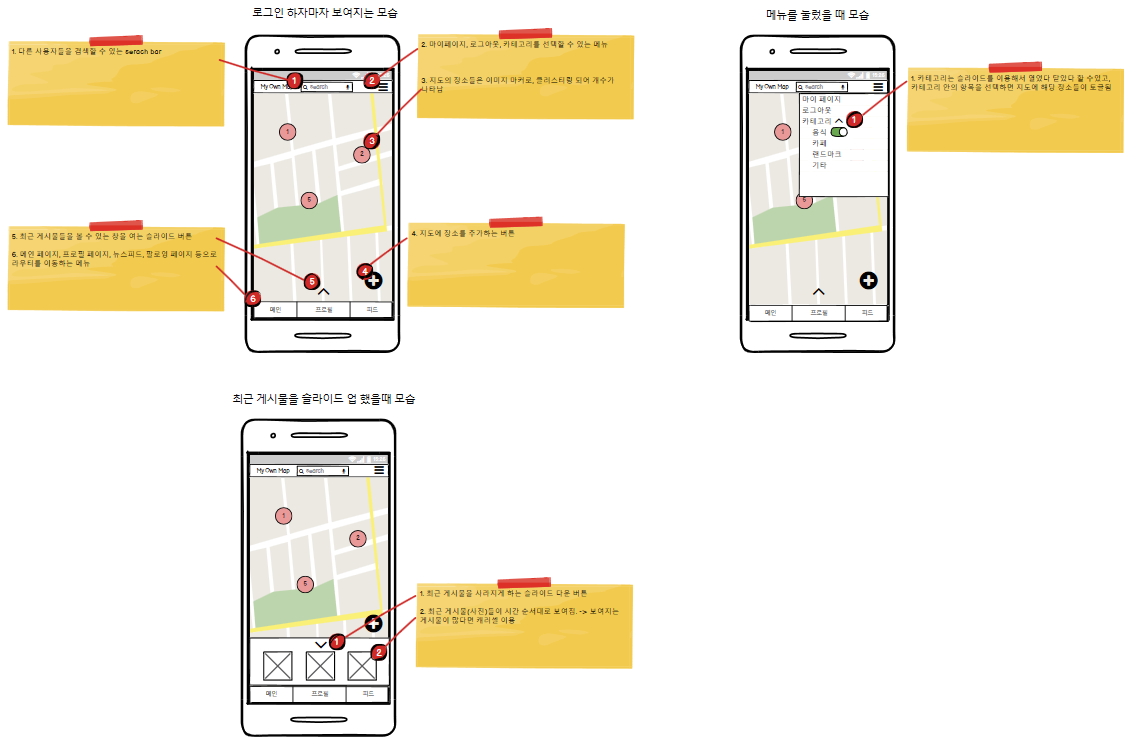 로그인 하자마자 보여지는 모습
1. 다른 사용자들을 검색할 수 있는 Serach bar
2. 마이페이지, 로그아웃, 카테고리를 선택할 수 있는 메뉴
3. 지도의 장소들은 이미지 마커로, 클러스터링 되어 개수가
나타남
1
2
My Own Map
search
1
3
2
5
5. 최근 게시물들을 볼 수 있는 창을 여는 슬라이드 버튼
6. 메인 페이지, 프로필 페이지, 뉴스피드, 팔로잉 페이지 등으로
라우터를 이동하는 메뉴
4. 지도에 장소를 추가하는 버튼
4
5
6
메인
프로필
피드
메뉴를 눌렀을 때 모습
My Own Map
search
마이 페이지
로그아웃
카테고리
1
음식
카페
랜드마크
기타
1
5
메인
프로필
피드
1. 카테고리는 슬라이드를 이용해서 열었다 닫았다 할 수있고,
카테고리 안의 항목을 선택하면 지도에 해당 장소들이 토글됨
최근 게시물을 슬라이드 업 했을때 모습
My Own Map
search
1
2
5
1
2
메인
프로필
피드
1. 최근 게시물을 사라지게 하는 슬라이드 다운 버튼
2. 최근 게시물(사진)들이 시간 순서대로 보여짐. -> 보여지는
게시물이 많다면 캐러셀 이용